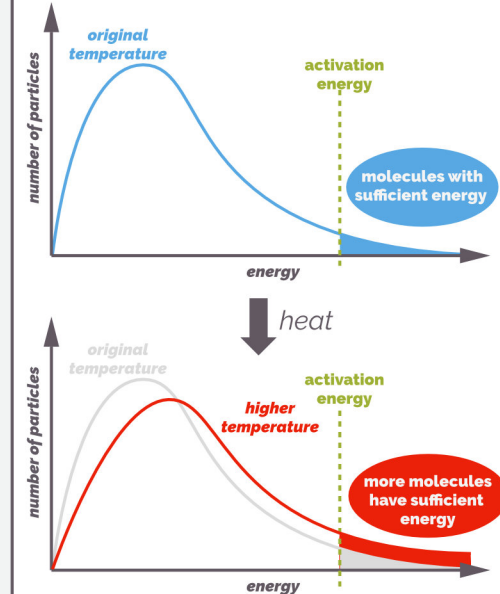 original
temperature
activation
energy
number of particles
molecules with
sufficient energy
energy
heat
original
temperature
activation
energy
higher
temperature
number of particles
more molecules
have sufficient
energy
energy